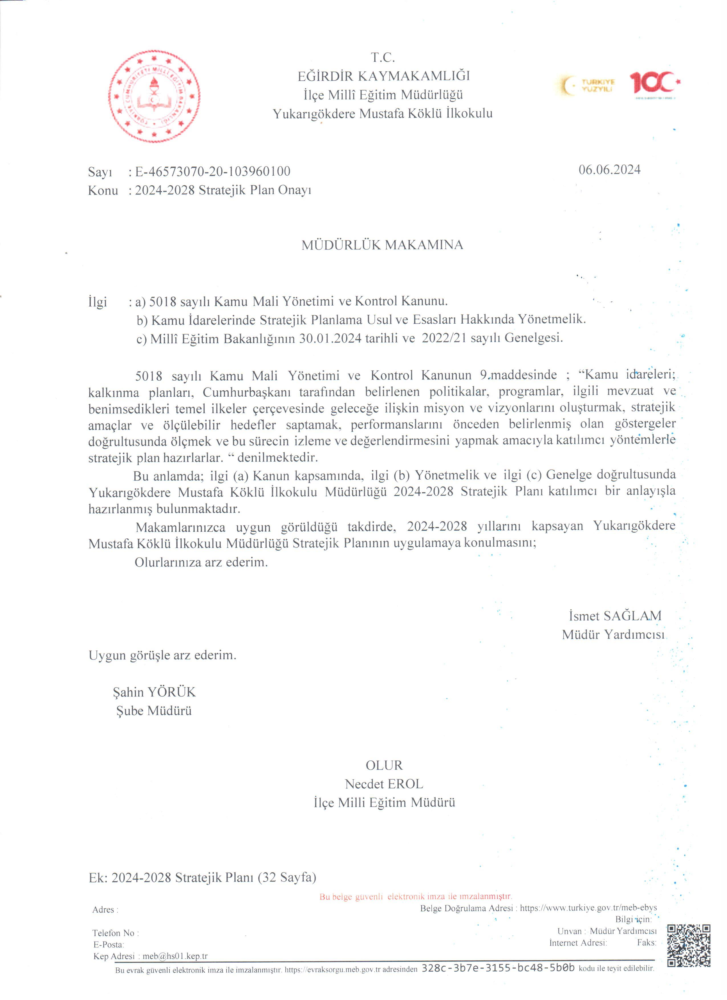 T.C.
EĞİRDİR KAYMAKAMLIĞI
İlçe Millî Eğitim Müdürlüğü
Yukarıgökdere Mustafa Köklü İlkokulu
TÜRKİYE CUMHURİYETİ MİLLÎ EĞİTİM BAKANLIĞI
TÜRKİYE
YÜZYILI
100
Sayı : E-46573070-20-103960100
06.06.2024
Konu : 2024-2028 Stratejik Plan Onayı
MÜDÜRLÜK MAKAMINA
İlgi : a) 5018 sayılı Kamu Mali Yönetimi ve Kontrol Kanunu.
b) Kamu İdarelerinde Stratejik Planlama Usul ve Esasları Hakkında Yönetmelik.
c) Millî Eğitim Bakanlığının 30.01.2024 tarihli ve 2022/21 sayılı Genelgesi.
5018 sayılı Kamu Mali Yönetimi ve Kontrol Kanunun 9.maddesinde ; “Kamu idareleri;
kalkınma planları, Cumhurbaşkanı tarafından belirlenen politikalar, programlar, ilgili mevzuat ve
benimsedikleri temel ilkeler çerçevesinde geleceğe ilişkin misyon ve vizyonlarını oluşturmak, stratejik
amaçlar ve ölçülebilir hedefler saptamak, performanslarını önceden belirlenmiş olan göstergeler
doğrultusunda ölçmek ve bu sürecin izleme ve değerlendirmesini yapmak amacıyla katılımcı yöntemlerle
stratejik plan hazırlarlar. “ denilmektedir.
Bu anlamda; ilgi (a) Kanun kapsamında, ilgi (b) Yönetmelik ve ilgi (c) Genelge doğrultusunda
Yukarıgökdere Mustafa Köklü İlkokulu Müdürlüğü 2024-2028 Stratejik Planı katılımcı bir anlayışla
hazırlanmış bulunmaktadır.
Makamlarınızca uygun görüldüğü takdirde, 2024-2028 yıllarını kapsayan Yukarıgökdere
Mustafa Köklü İlkokulu Müdürlüğü Stratejik Planının uygulamaya konulmasını;
Olurlarınıza arz ederim.
İsmet SAĞLAM
Müdür Yardımcısı
Uygun görüşle arz ederim.
Şahin YÖRÜK
Şube Müdürü
OLUR
Necdet EROL
İlçe Milli Eğitim Müdürü
Ek: 2024-2028 Stratejik Planı (32 Sayfa)
Bu belge güvenli elektronik imza ile imzalanmıştır.
Adres :
Belge Doğrulama Adresi : https://www.turkiye.gov.tr/meb-ebys
Bilgi için:
Telefon No :
Unvan : Müdür Yardımcısı
E-Posta:
İnternet Adresi: Faks:
Kep Adresi : meb@hs01.kep.tr
Bu evrak güvenli elektronik imza ile imzalanmıştır. https://evraksorgu.meb.gov.tr adresinden 328c-3b7e-3155-bc48-5b0b kodu ile teyit edilebilir.